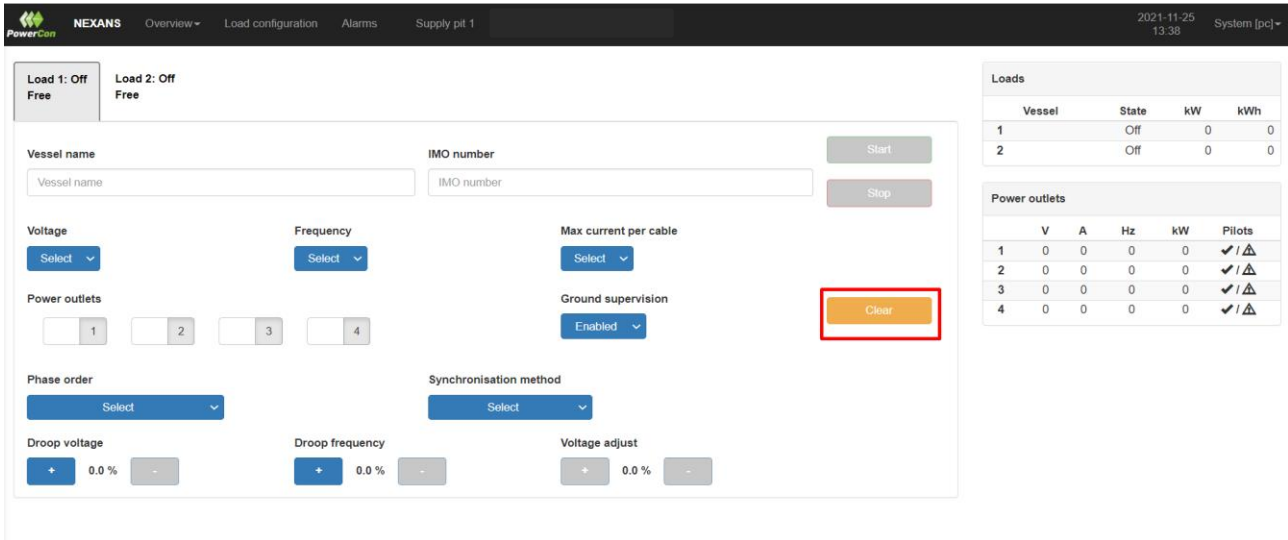 PowerCon NEXANS Overview Load configuration Alarms Supply pit 1 2021-11-25 System [pc]
13:38
Load 1: Off Load 2: Off
Free Free
Vessel name IMO number Start
Vessel name IMO number Stop
Voltage Frequency Max current per cable
Select Select Select
Power outlets Ground supervision
1 2 3 4 Enabled Clear
Phase order Synchronisation method
Select Select
Droop voltage Droop frequency Voltage adjust
+ 0.0 % - + 0.0 % - + 0.0 % -
Loads
Vessel State kW kWh
1 Off 0 0
2 Off 0 0
Power outlets
V A Hz kW Pilots
1 0 0 0 0 ✔/⚠
2 0 0 0 0 ✔/⚠
3 0 0 0 0 ✔/⚠
4 0 0 0 0 ✔/⚠